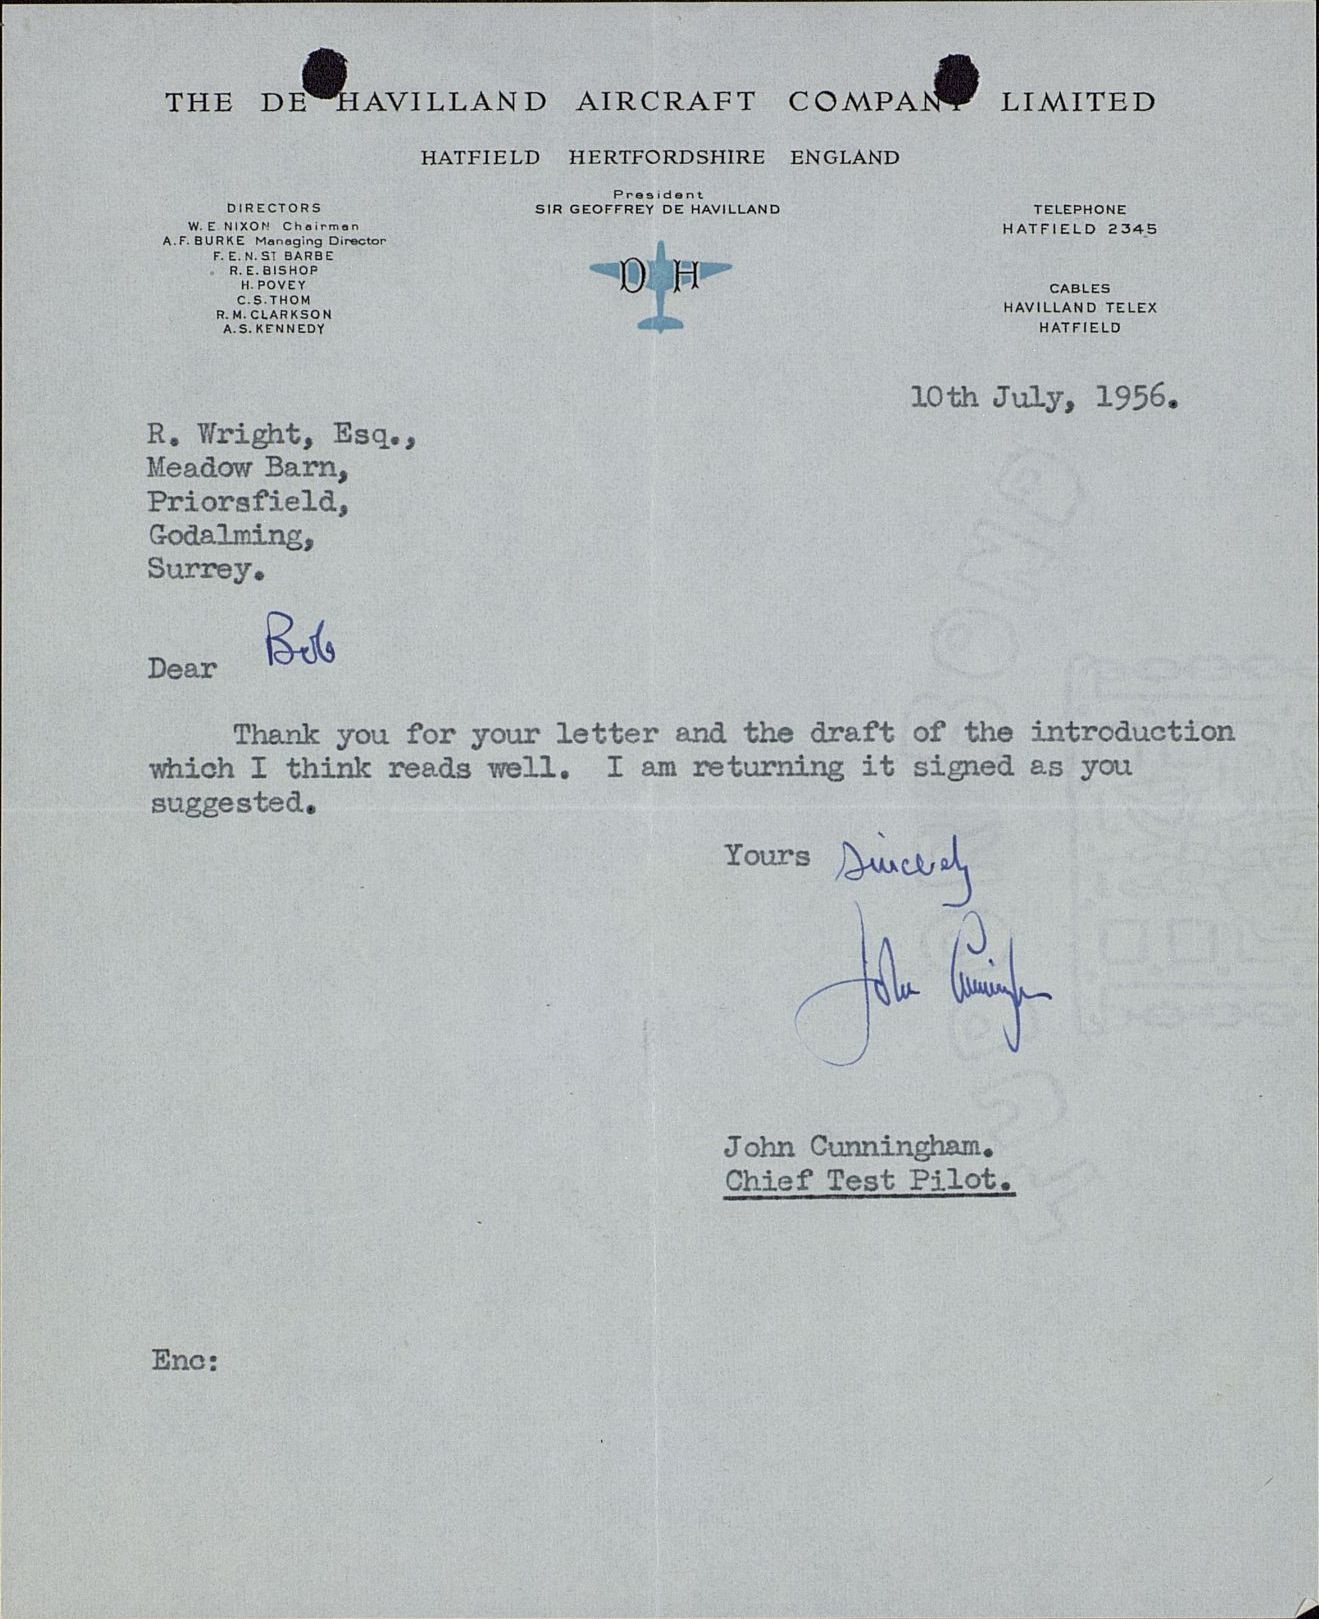 THE DE HAVILLAND AIRCRAFT COMPANY LIMITED
HATFIELD HERTFORDSHIRE ENGLAND
DIRECTORS
W. E. NIXON Chairman
A. F. BURKE Managing Director
F. E. N. ST BARBE
R. E. BISHOP
H. POVEY
C. S. THOM
R. M. CLARKSON
A. S. KENNEDY
President
SIR GEOFFREY DE HAVILLAND
D H
TELEPHONE
HATFIELD 2345
CABLES
HAVILLAND TELEX
HATFIELD
10th July, 1956.
R. Wright, Esq.,
Meadow Barn,
Priorsfield,
Godalming,
Surrey.
Dear Bob
Thank you for your letter and the draft of the introduction
which I think reads well. I am returning it signed as you
suggested.
Yours Sincerely
John Cunningham
John Cunningham.
Chief Test Pilot.
Enc: